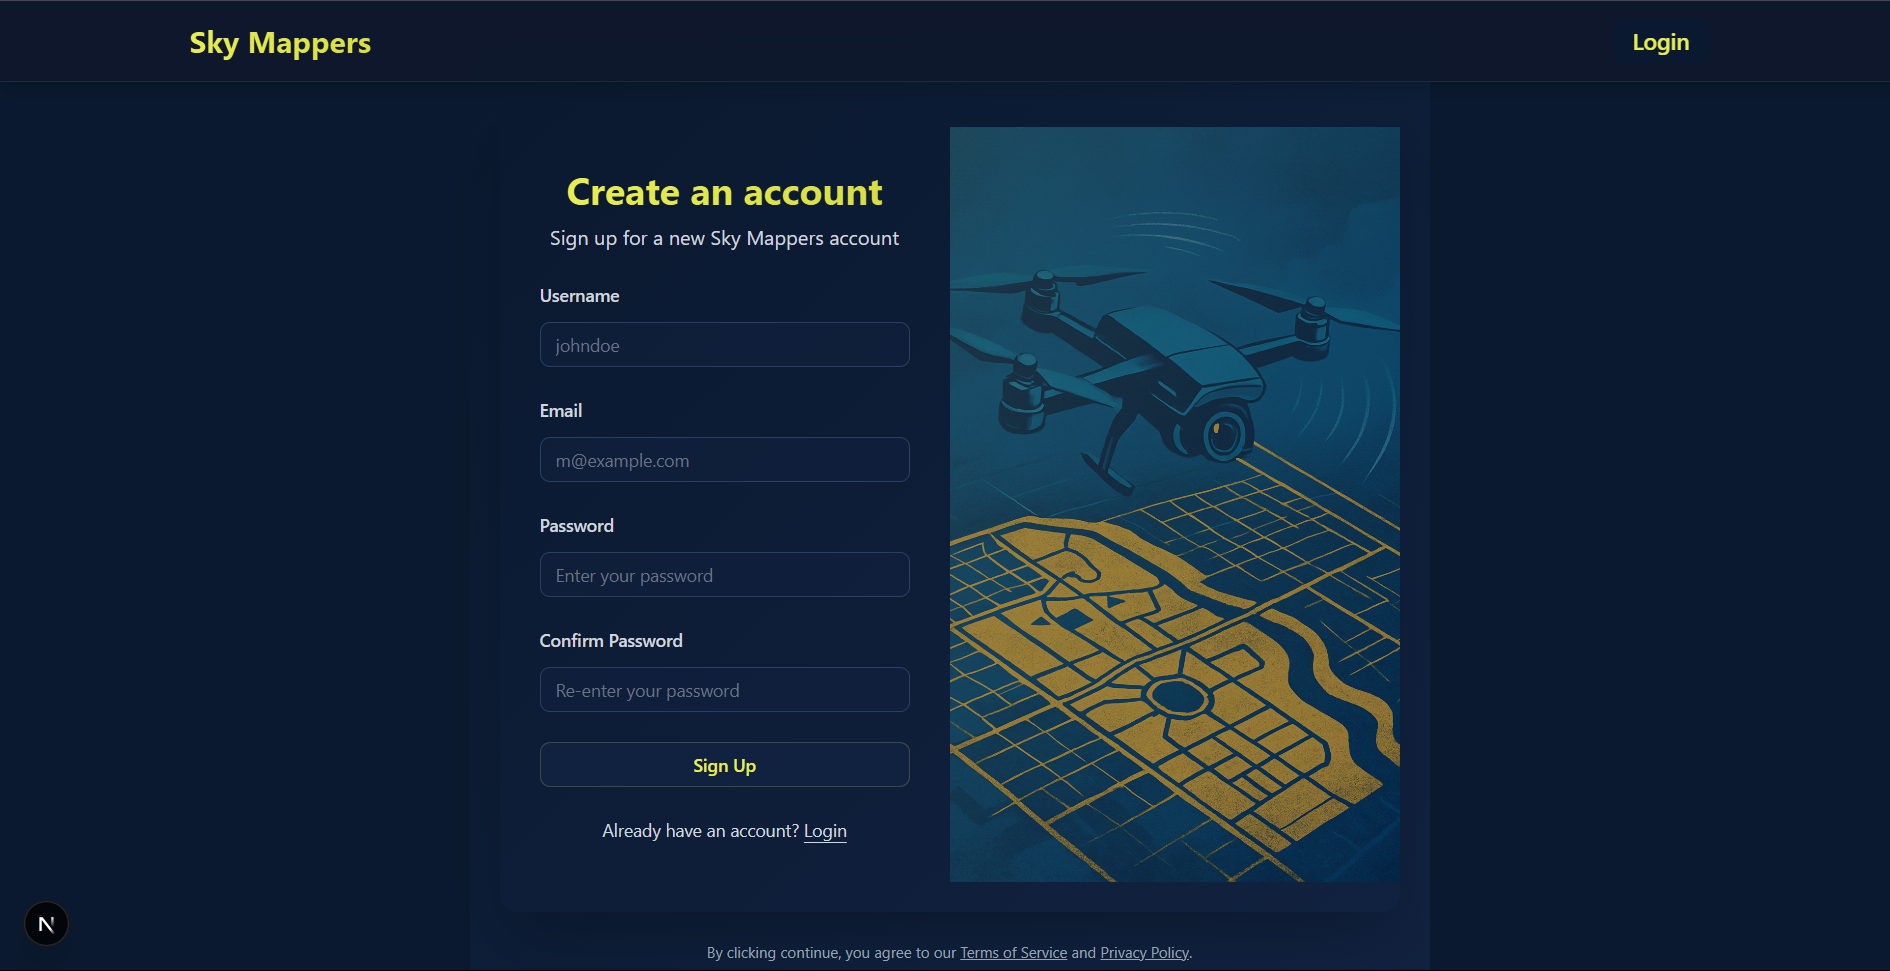 Sky Mappers
Login
Create an account
Sign up for a new Sky Mappers account
Username
johndoe
Email
m@example.com
Password
Enter your password
Confirm Password
Re-enter your password
Sign Up
Already have an account? Login
N
By clicking continue, you agree to our Terms of Service and Privacy Policy.